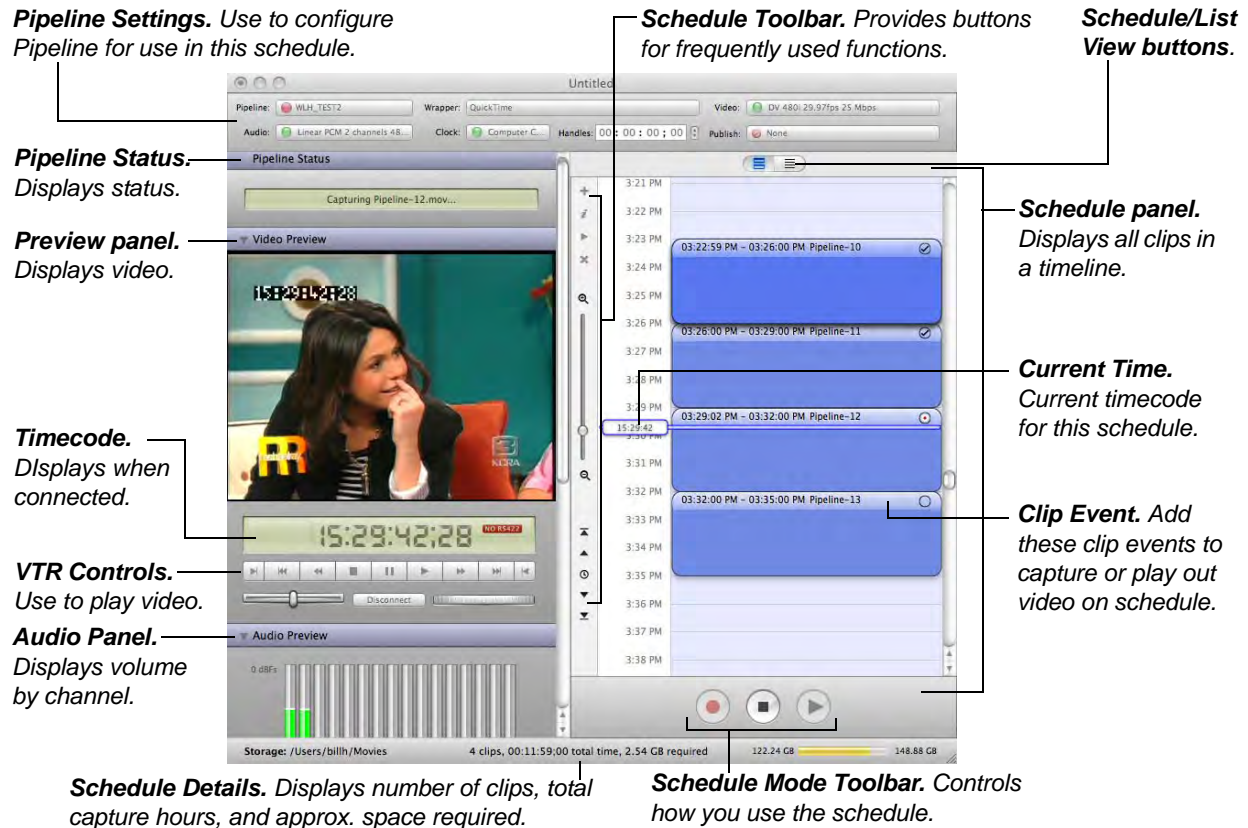 Pipeline Settings. Use to configure
Pipeline for use in this schedule.
Schedule Toolbar. Provides buttons
for frequently used functions.
Schedule/List
View buttons.
Untitled
Pipeline: WLH_TEST2
Wrapper: QuickTime
Video: DV 480i 29.97fps 25 Mbps
Audio: Linear PCM 2 channels 48...
Clock: Computer C...
Handles: 00 : 00 : 00 ; 00
Publish: None
Pipeline Status.
Displays status.
Pipeline Status
Capturing Pipeline-12.mov...
Preview panel.
Displays video.
Video Preview
15:29:42:28
KCRA
3
RR
Timecode.
DIsplays when
connected.
15:29:42;28
NO RS422
VTR Controls.
Use to play video.
Disconnect
Audio Panel.
Displays volume
by channel.
Audio Preview
0 dBFs
3:21 PM
3:22 PM
3:23 PM
03:22:59 PM - 03:26:00 PM Pipeline-10
3:24 PM
3:25 PM
3:26 PM
03:26:00 PM - 03:29:00 PM Pipeline-11
3:27 PM
3:28 PM
3:29 PM
03:29:02 PM - 03:32:00 PM Pipeline-12
15:29:42
3:30 PM
3:31 PM
3:32 PM
03:32:00 PM - 03:35:00 PM Pipeline-13
3:33 PM
3:34 PM
3:35 PM
3:36 PM
3:37 PM
3:38 PM
Schedule panel.
Displays all clips in
a timeline.
Current Time.
Current timecode
for this schedule.
Clip Event. Add
these clip events to
capture or play out
video on schedule.
Storage: /Users/billh/Movies
4 clips, 00:11:59;00 total time, 2.54 GB required
122.24 GB
148.88 GB
Schedule Details. Displays number of clips, total
capture hours, and approx. space required.
Schedule Mode Toolbar. Controls
how you use the schedule.